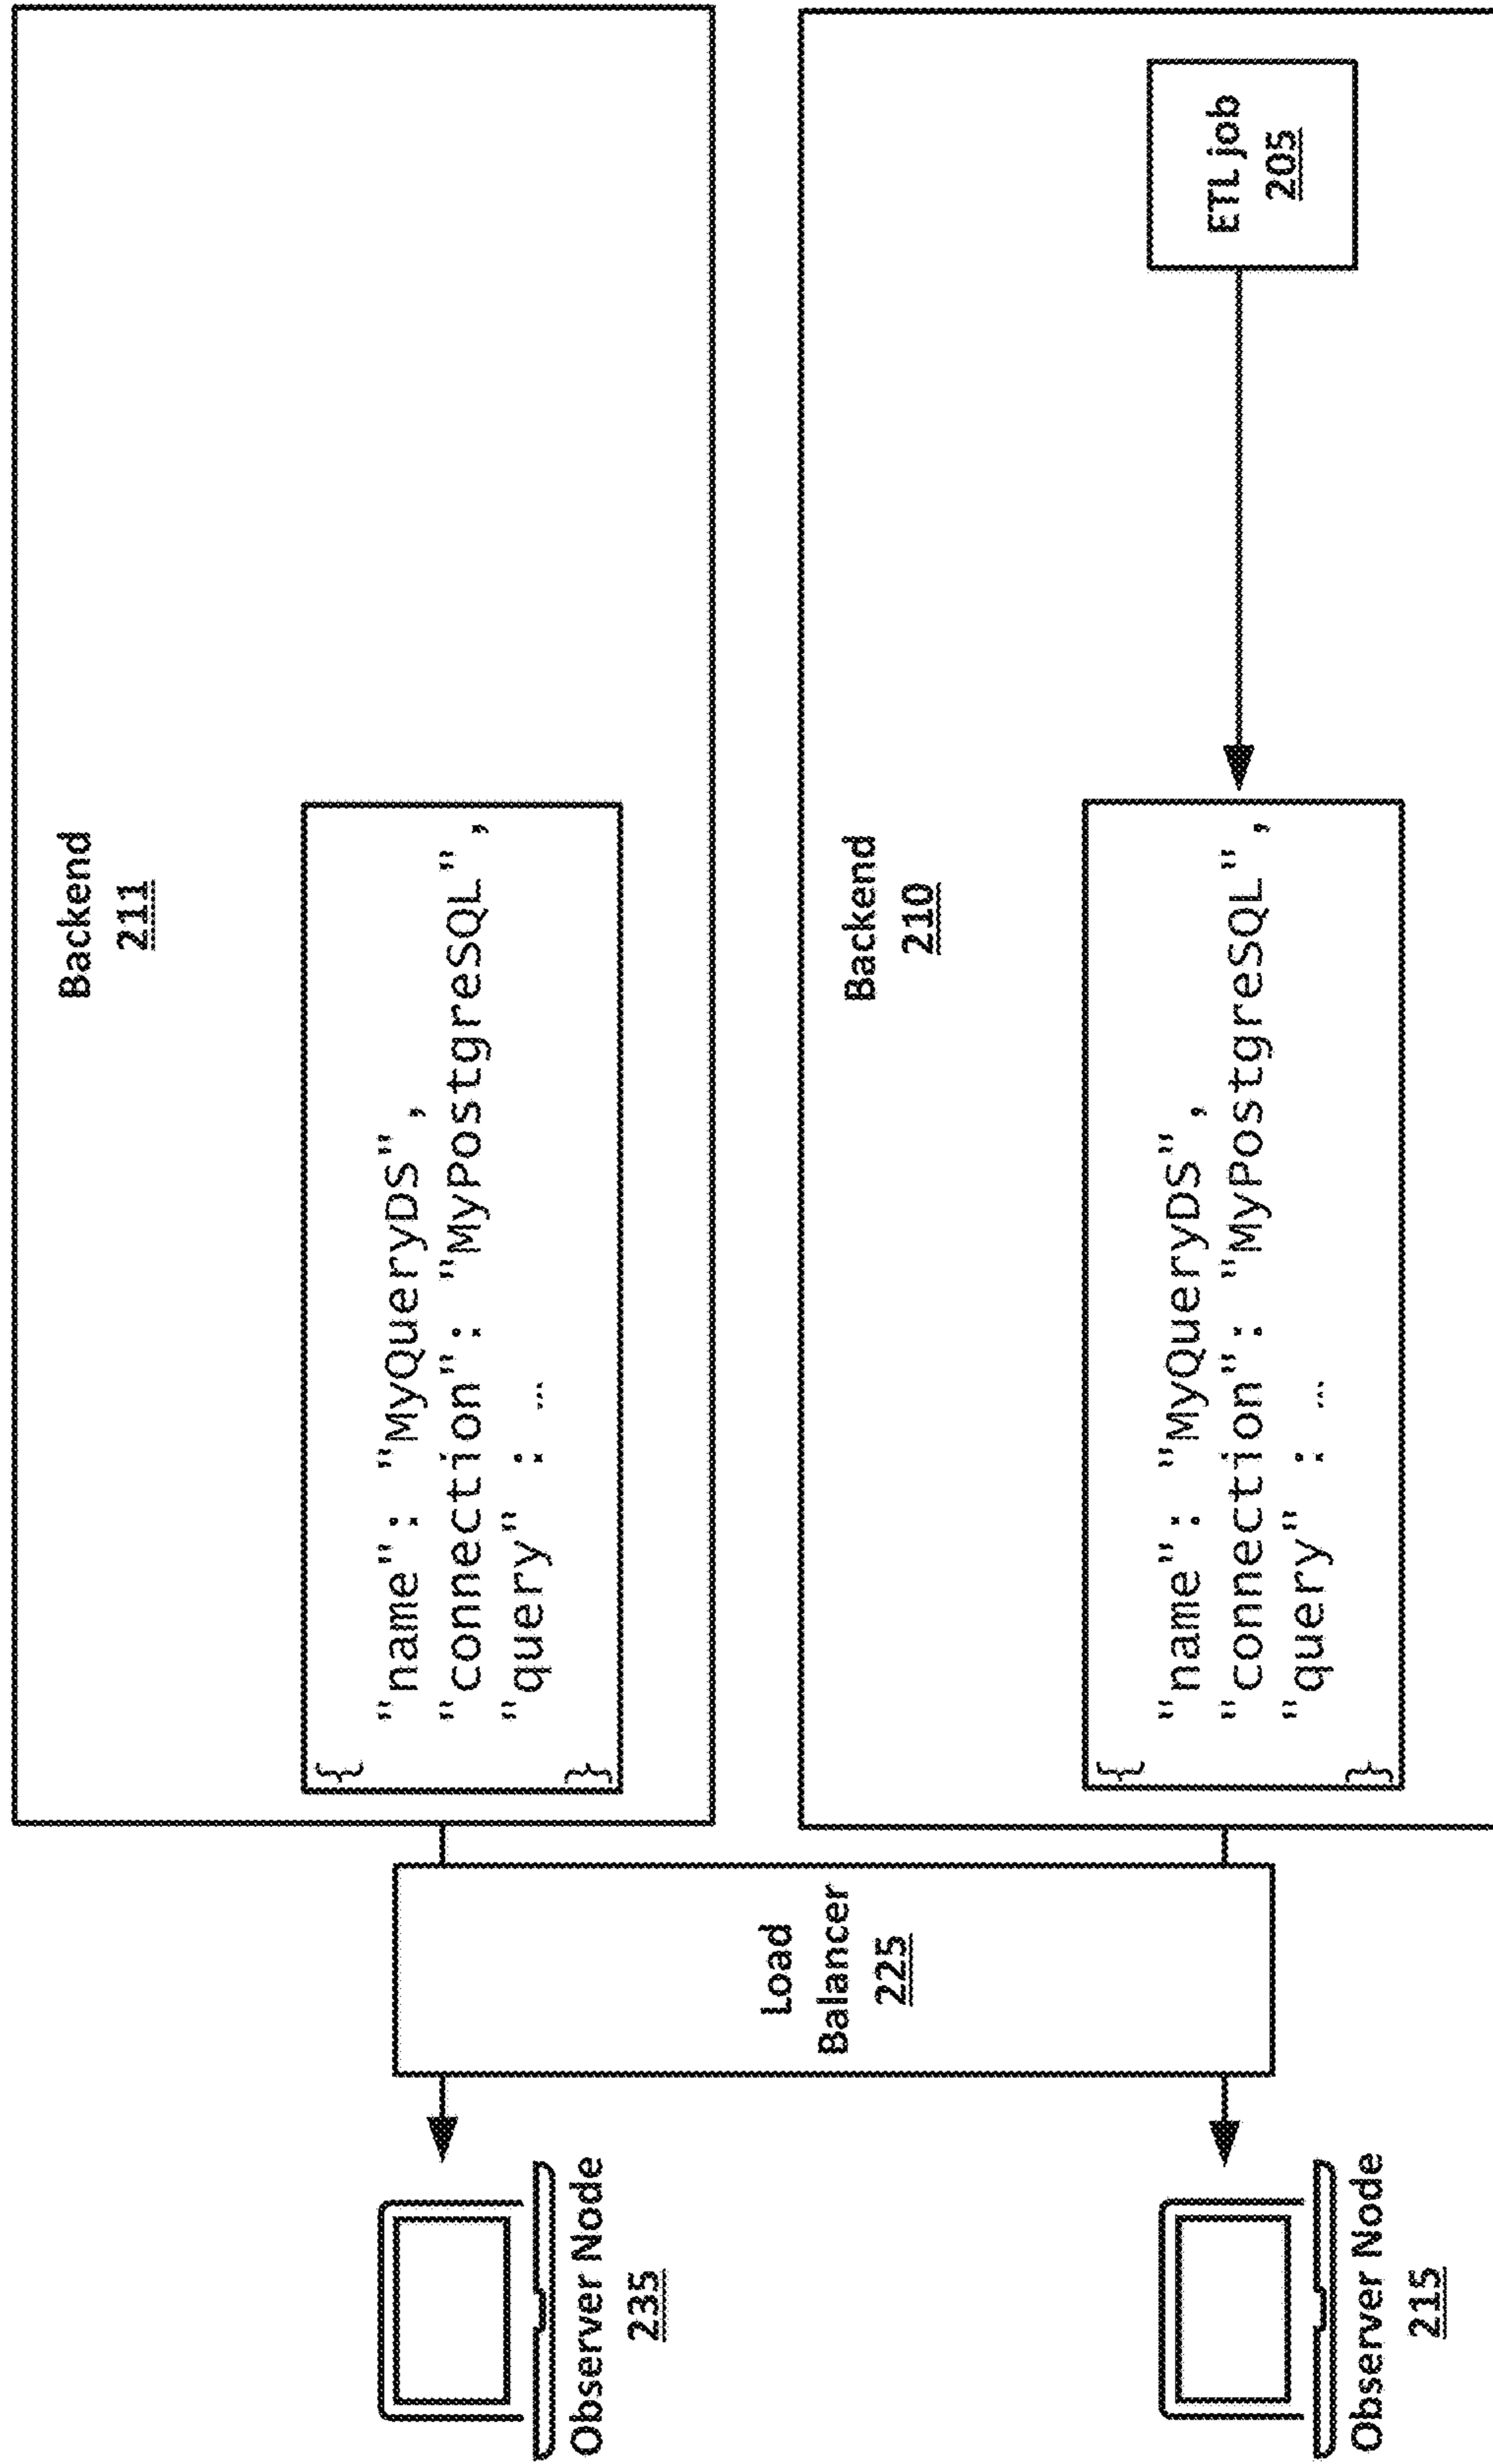 Backend
211
{
"name": "MyQueryDS",
"connection": "MyPostgreSQL",
"query" : …
}
Observer Node
235
Load
Balancer
225
Backend
210
{
"name": "MyQueryDS",
"connection": "MyPostgreSQL",
"query" : …
}
ETL job
205
Observer Node
215